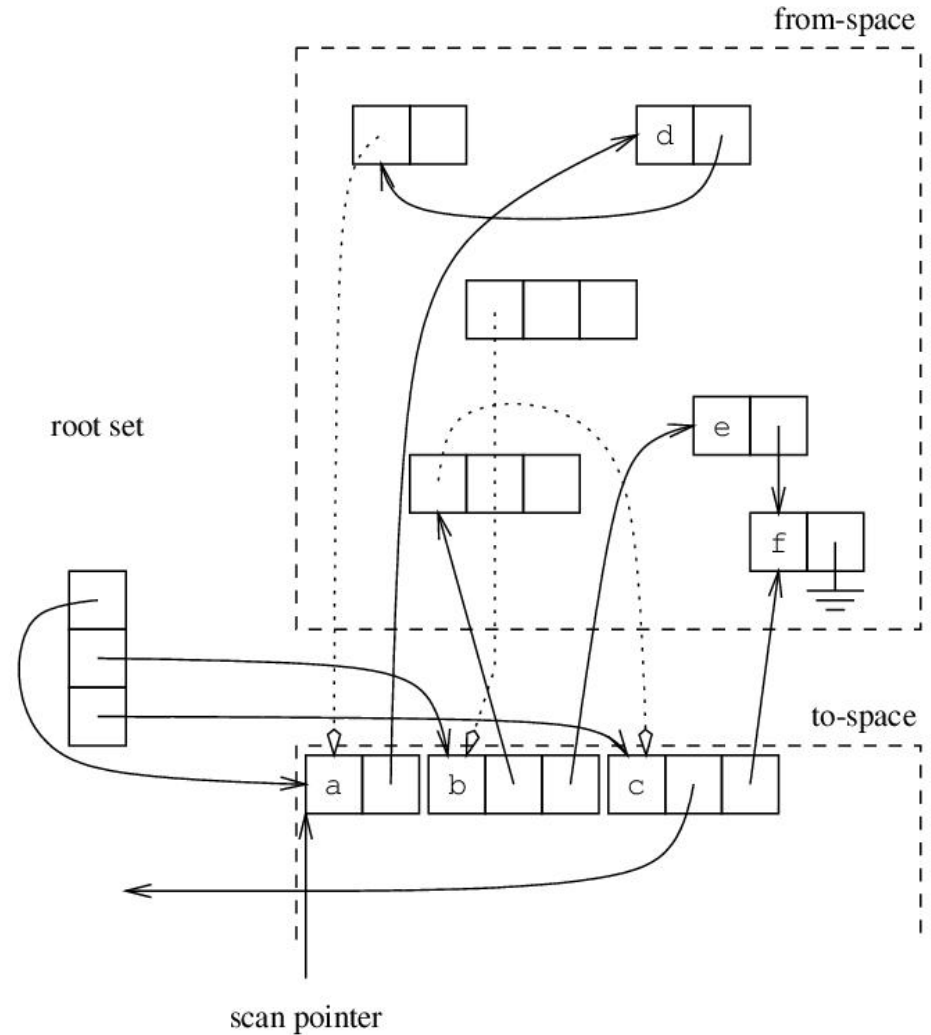 from-space
d
e
root set
f
to-space
a
b
c
scan pointer